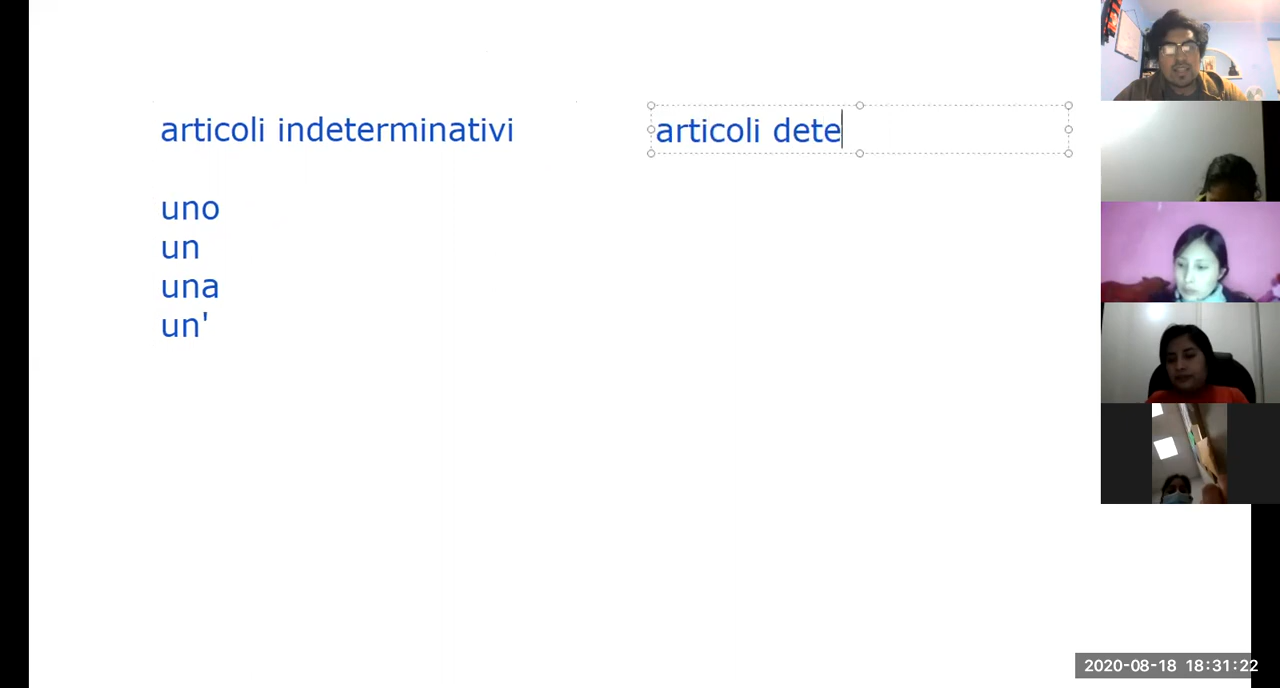 articoli indeterminativi
articoli dete
uno
un
una
un'
2020-08-18 18:31:22